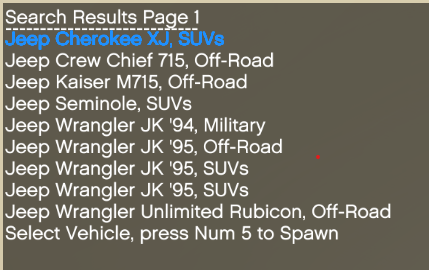 Search Results Page 1
Jeep Cherokee XJ, SUVs
Jeep Crew Chief 715, Off-Road
Jeep Kaiser M715, Off-Road
Jeep Seminole, SUVs
Jeep Wrangler JK '94, Military
Jeep Wrangler JK '95, Off-Road
Jeep Wrangler JK '95, SUVs
Jeep Wrangler JK '95, SUVs
Jeep Wrangler Unlimited Rubicon, Off-Road
Select Vehicle, press Num 5 to Spawn